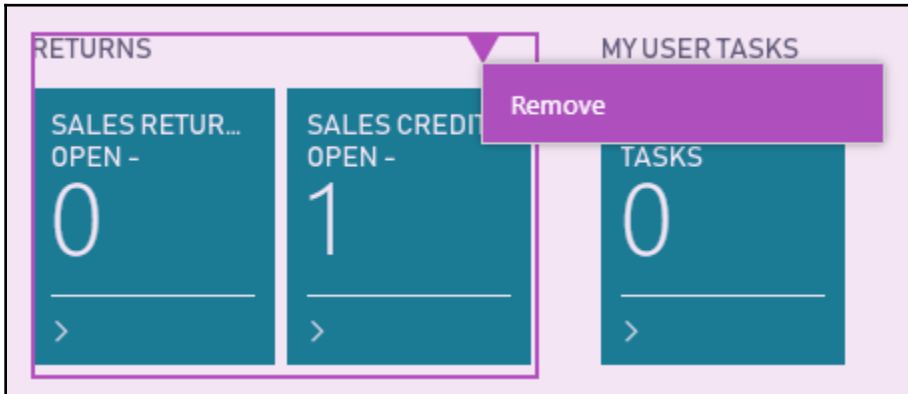 RETURNS
SALES RETUR...
OPEN -
0
SALES CREDIT
OPEN -
1
Remove
MY USER TASKS
TASKS
0